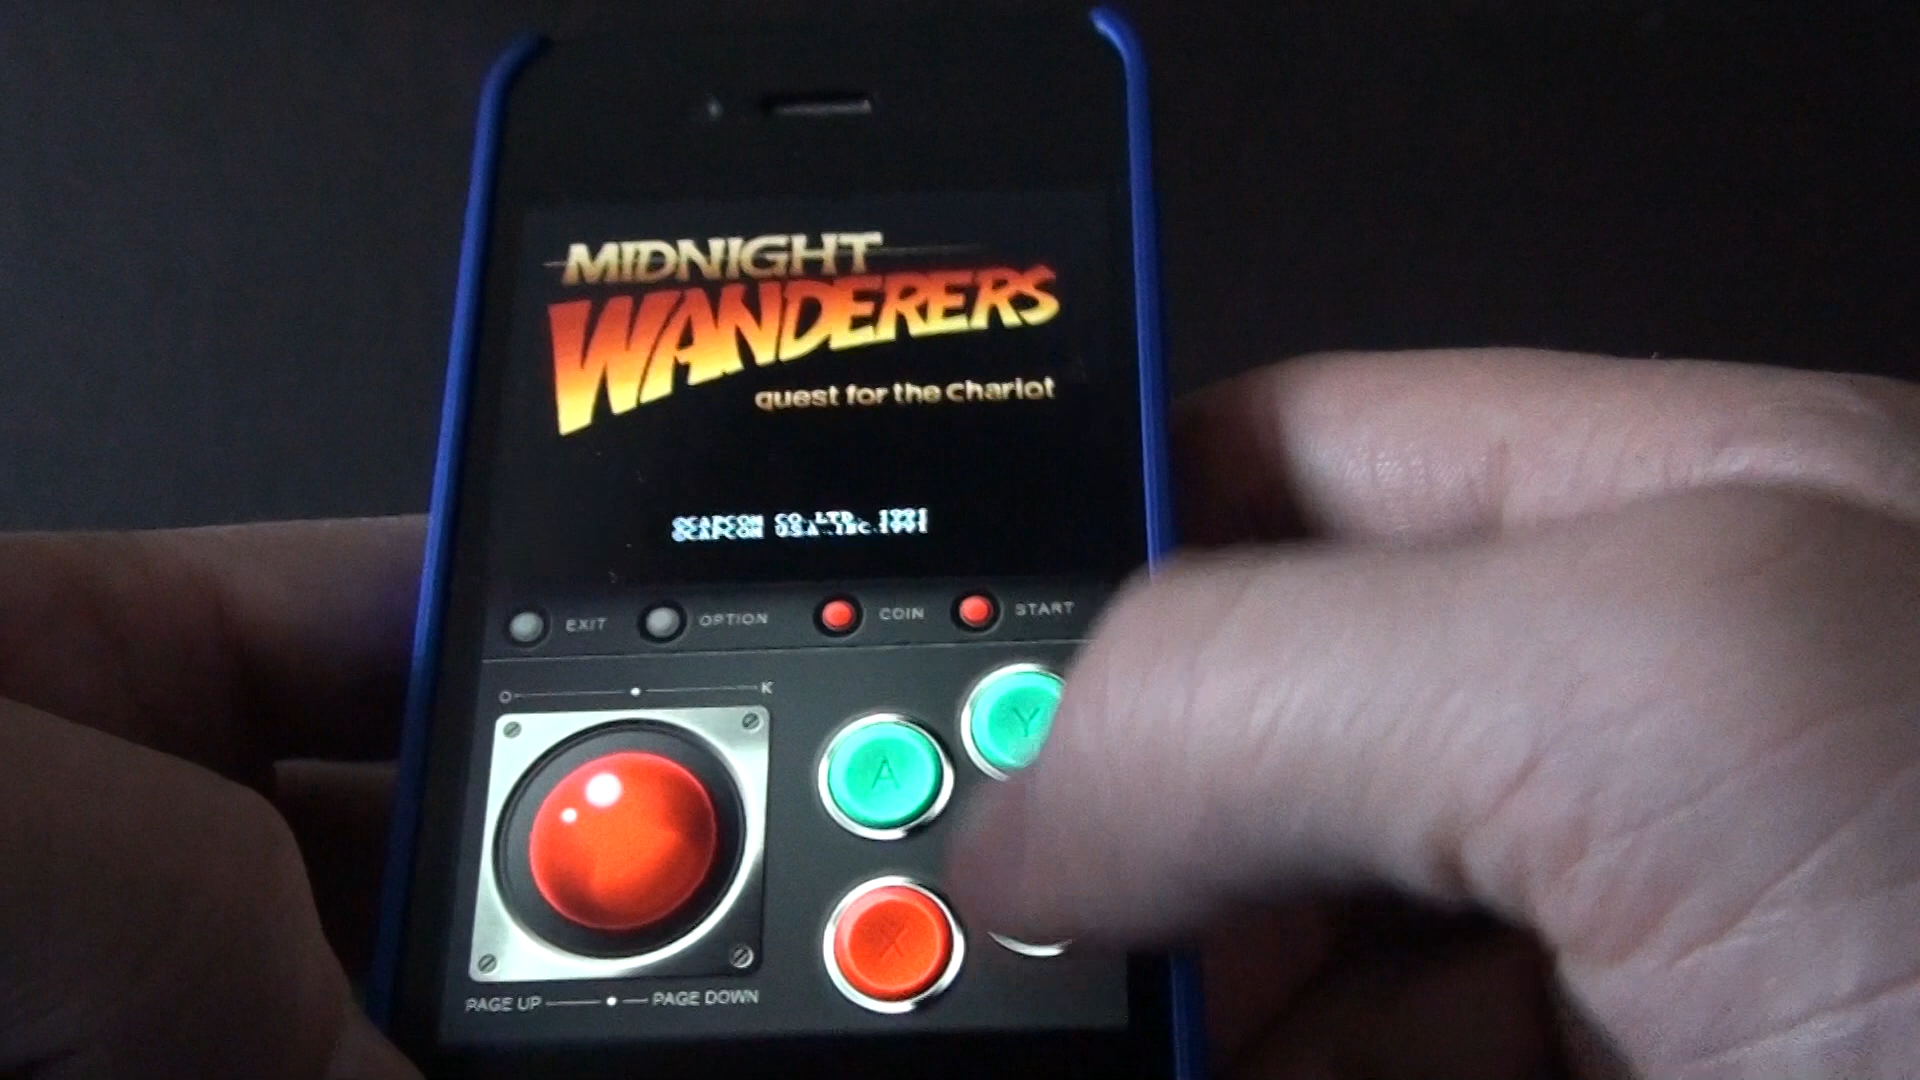 MIDNIGHT
WANDERERS
quest for the chariot
©CAPCOM CO.LTD. 1991
©CAPCOM U.S.A.,INC.1991
EXIT OPTION COIN START
O K
A Y
X
PAGE UP PAGE DOWN